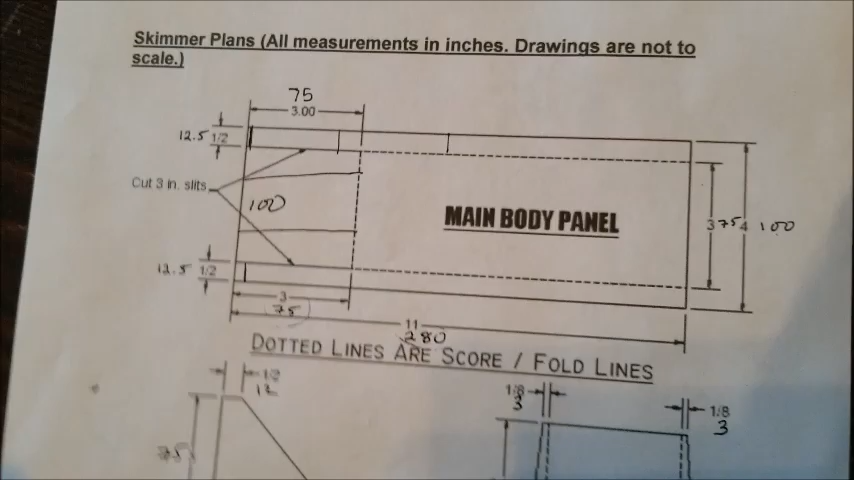 Skimmer Plans (All measurements in inches. Drawings are not to
scale.)
75
3.00
12.5 1/2
Cut 3 in. slits
100
MAIN BODY PANEL
3 75 4 100
12.5 1/2
3
75
11
280
DOTTED LINES ARE SCORE / FOLD LINES
1/2
12
1/8
3
1/8
3